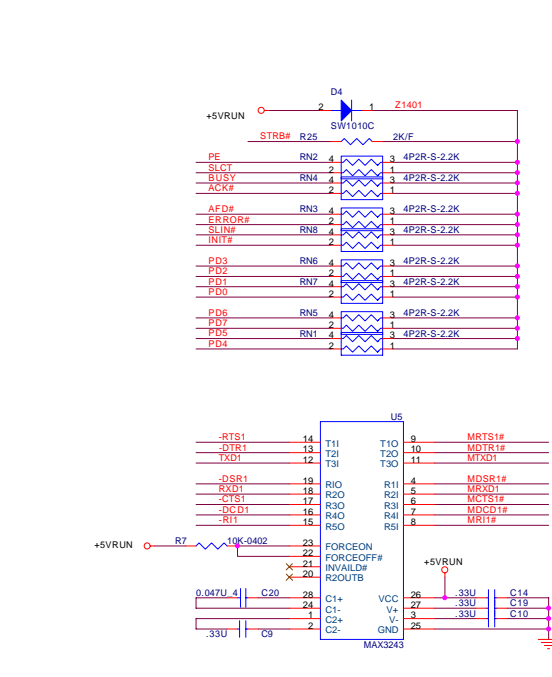 D4
+5VRUN 2 1 Z1401
SW1010C
STRB# R25 2K/F
PE RN2 4 3 4P2R-S-2.2K
SLCT 2 1
BUSY RN4 4 3 4P2R-S-2.2K
ACK# 2 1
AFD# RN3 4 3 4P2R-S-2.2K
ERROR# 2 1
SLIN# RN8 4 3 4P2R-S-2.2K
INIT# 2 1
PD3 RN6 4 3 4P2R-S-2.2K
PD2 2 1
PD1 RN7 4 3 4P2R-S-2.2K
PD0 2 1
PD6 RN5 4 3 4P2R-S-2.2K
PD7 2 1
PD5 RN1 4 3 4P2R-S-2.2K
PD4 2 1
U5
-RTS1 14 T1I T1O 9 MRTS1#
-DTR1 13 T2I T2O 10 MDTR1#
TXD1 12 T3I T3O 11 MTXD1
-DSR1 19 RIO R1I 4 MDSR1#
RXD1 18 R2O R2I 5 MRXD1
-CTS1 17 R3O R3I 6 MCTS1#
-DCD1 16 R4O R4I 7 MDCD1#
-RI1 15 R5O R5I 8 MRI1#
+5VRUN R7 10K-0402 23 FORCEON
22 FORCEOFF#
21 INVAILD# +5VRUN
20 R2OUTB
0.047U_4 C20 28 C1+ VCC 26 .33U C14
24 C1- V+ 27 .33U C19
1 C2+ V- 3 .33U C10
.33U C9 2 C2- GND 25
MAX3243